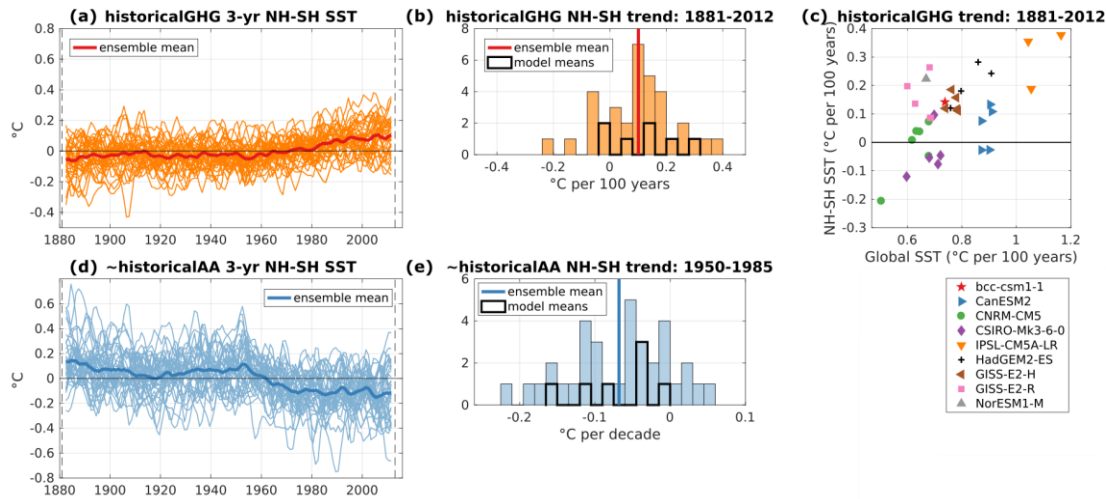 (a) historicalGHG 3-yr NH-SH SST
0.8
0.6
0.4
0.2
0
-0.2
-0.4
°C
ensemble mean
1880 1900 1920 1940 1960 1980 2000
(b) historicalGHG NH-SH trend: 1881-2012
8
6
4
2
0
ensemble mean
model means
-0.4 -0.2 0 0.2 0.4
°C per 100 years
(c) historicalGHG trend: 1881-2012
NH-SH SST (°C per 100 years)
0.4
0.3
0.2
0.1
0
-0.1
-0.2
-0.3
0.6 0.8 1 1.2
Global SST (°C per 100 years)
bcc-csm1-1
CanESM2
CNRM-CM5
CSIRO-Mk3-6-0
IPSL-CM5A-LR
HadGEM2-ES
GISS-E2-H
GISS-E2-R
NorESM1-M
(d) ~historicalAA 3-yr NH-SH SST
°C
0.6
0.4
0.2
0
-0.2
-0.4
-0.6
-0.8
ensemble mean
1880 1900 1920 1940 1960 1980 2000
(e) ~historicalAA NH-SH trend: 1950-1985
6
4
2
0
ensemble mean
model means
-0.2 -0.1 0 0.1
°C per decade